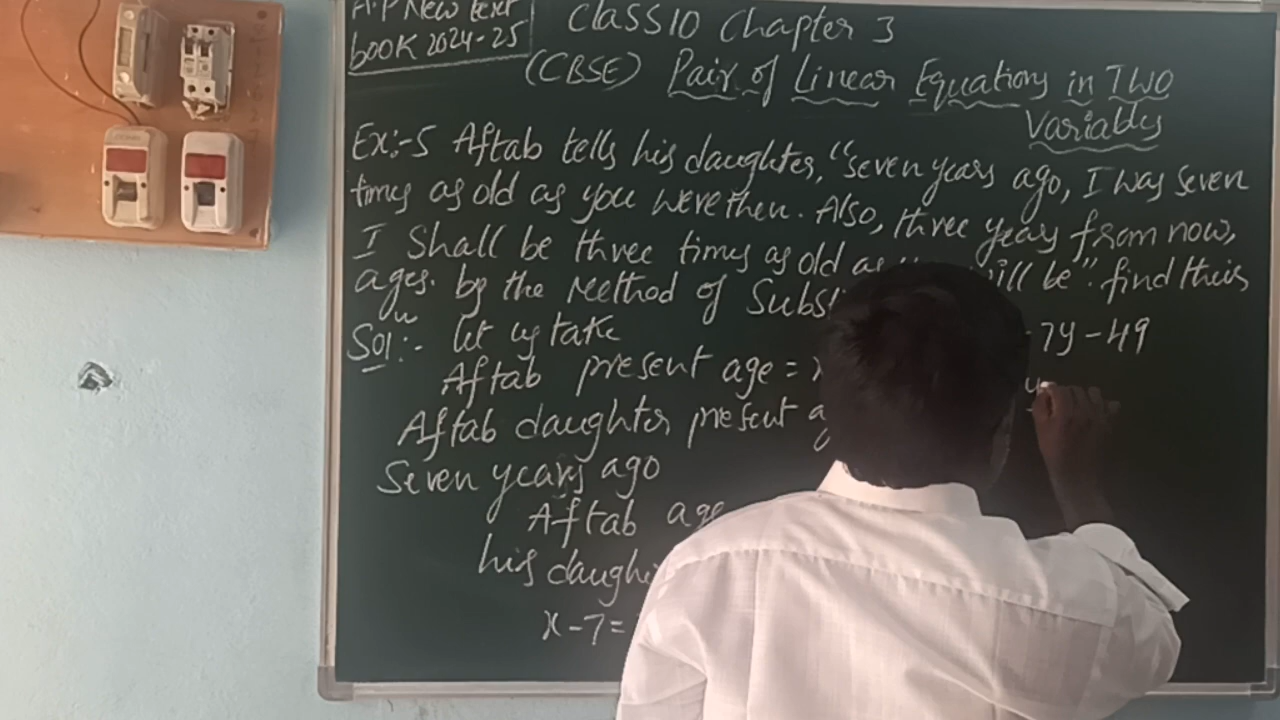 A.P New text
book 2024-25
Class 10 Chapter 3
(CBSE) Pair of Linear Equations in Two
Variables
Ex:-5 Aftab tells his daughter, "seven years ago, I was seven
times as old as you were then. Also, three years from now,
I Shall be three times as old as will be". find their
ages. by the Method of
Sol:- let us take
Aftab present age =
Aftab daughter present
Seven years ago
Aftab age
his
x-7=
7y-49